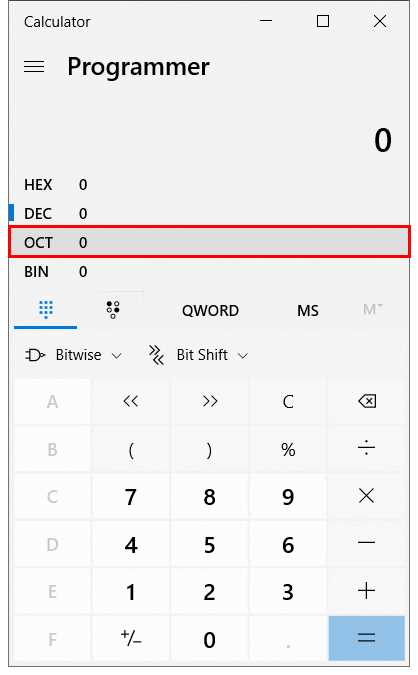 Calculator
Programmer
0
HEX 0
DEC 0
OCT 0
BIN 0
QWORD MS M
Bitwise Bit Shift
A << >> C
B ( ) % ÷
C 7 8 9 ×
D 4 5 6 −
E 1 2 3 +
F +/− 0 . =